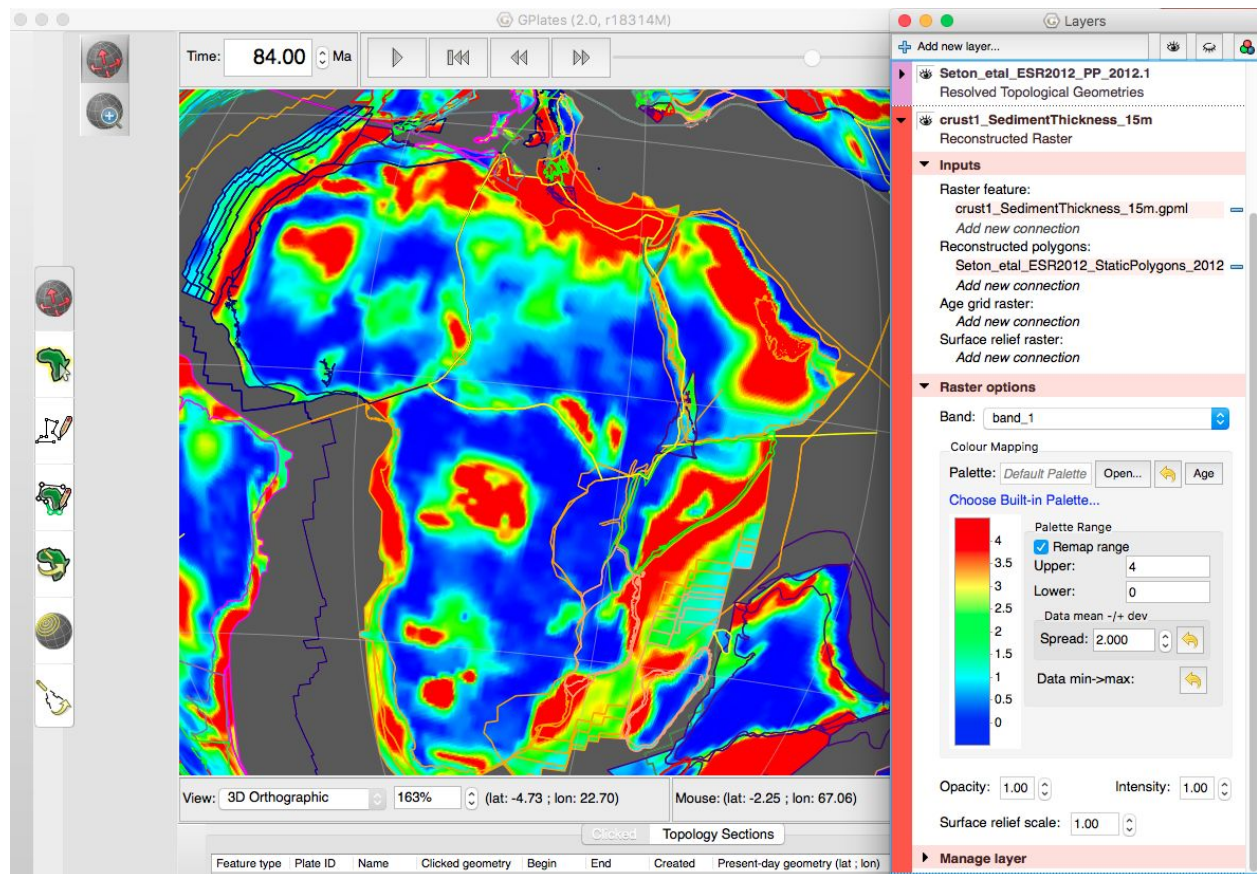 GPlates (2.0, r18314M)
Time: 84.00 Ma
View: 3D Orthographic 163% (lat: -4.73 ; lon: 22.70) Mouse: (lat: -2.25 ; lon: 67.06)
Clicked Topology Sections
Feature type Plate ID Name Clicked geometry Begin End Created Present-day geometry (lat ; lon)
Layers
Add new layer...
Seton_etal_ESR2012_PP_2012.1
Resolved Topological Geometries
crust1_SedimentThickness_15m
Reconstructed Raster
Inputs
Raster feature:
crust1_SedimentThickness_15m.gpml
Add new connection
Reconstructed polygons:
Seton_etal_ESR2012_StaticPolygons_2012
Add new connection
Age grid raster:
Add new connection
Surface relief raster:
Add new connection
Raster options
Band: band_1
Colour Mapping
Palette: Default Palette Open... Age
Choose Built-in Palette...
4
3.5
3
2.5
2
1.5
1
0.5
0
Palette Range
Remap range
Upper: 4
Lower: 0
Data mean -/+ dev
Spread: 2.000
Data min->max:
Opacity: 1.00 Intensity: 1.00
Surface relief scale: 1.00
Manage layer